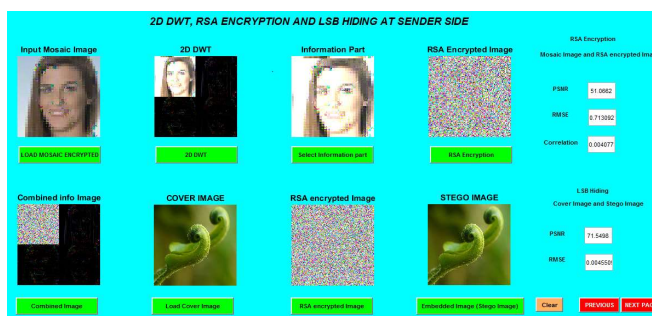 2D DWT, RSA ENCRYPTION AND LSB HIDING AT SENDER SIDE
Input Mosaic Image
2D DWT
Information Part
RSA Encrypted Image
RSA Encryption
Mosaic Image and RSA encrypted Ima
PSNR
51.0662
RMSE
0.713092
Correlation
0.004077
LOAD MOSAIC ENCRYPTED
2D DWT
Select Information part
RSA Encryption
Combined info Image
COVER IMAGE
RSA encrypted Image
STEGO IMAGE
LSB Hiding
Cover Image and Stego Image
PSNR
71.5498
RMSE
0.0045509
Combined Image
Load Cover Image
RSA encrypted Image
Embedded Image (Stego Image)
Clear
PREVIOUS
NEXT PAG